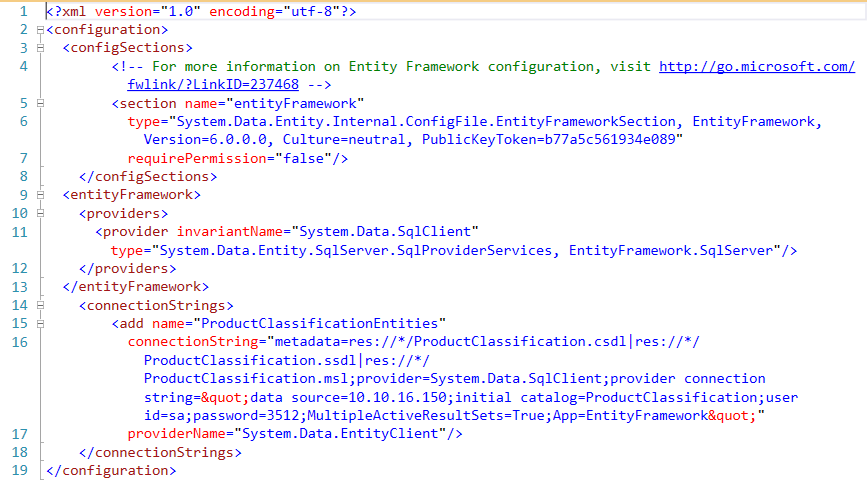 1 <?xml version="1.0" encoding="utf-8"?>
2 <configuration>
3 <configSections>
4 <!-- For more information on Entity Framework configuration, visit http://go.microsoft.com/
fwlink/?LinkID=237468 -->
5 <section name="entityFramework"
6 type="System.Data.Entity.Internal.ConfigFile.EntityFrameworkSection, EntityFramework,
Version=6.0.0.0, Culture=neutral, PublicKeyToken=b77a5c561934e089"
7 requirePermission="false"/>
8 </configSections>
9 <entityFramework>
10 <providers>
11 <provider invariantName="System.Data.SqlClient"
type="System.Data.Entity.SqlServer.SqlProviderServices, EntityFramework.SqlServer"/>
12 </providers>
13 </entityFramework>
14 <connectionStrings>
15 <add name="ProductClassificationEntities"
16 connectionString="metadata=res://*/ProductClassification.csdl|res://*/
ProductClassification.ssdl|res://*/
ProductClassification.msl;provider=System.Data.SqlClient;provider connection
string=&quot;data source=10.10.16.150;initial catalog=ProductClassification;user
id=sa;password=3512;MultipleActiveResultSets=True;App=EntityFramework&quot;"
17 providerName="System.Data.EntityClient"/>
18 </connectionStrings>
19 </configuration>